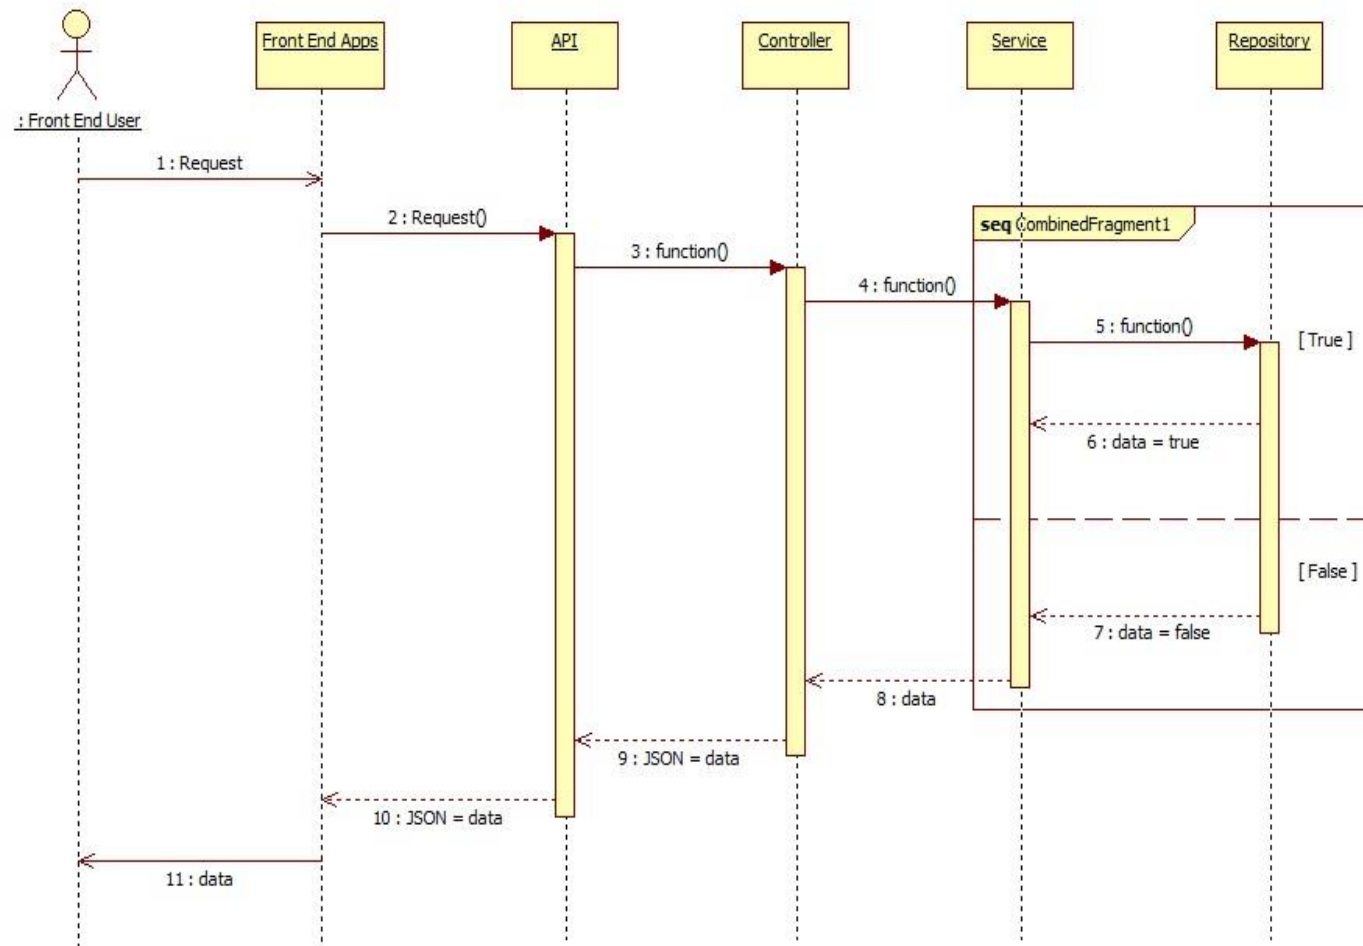 Front End Apps
API
Controller
Service
Repository
: Front End User
1 : Request
2 : Request()
seq CombinedFragment1
3 : function()
4 : function()
5 : function()
[ True ]
6 : data = true
[ False ]
7 : data = false
8 : data
9 : JSON = data
10 : JSON = data
11 : data